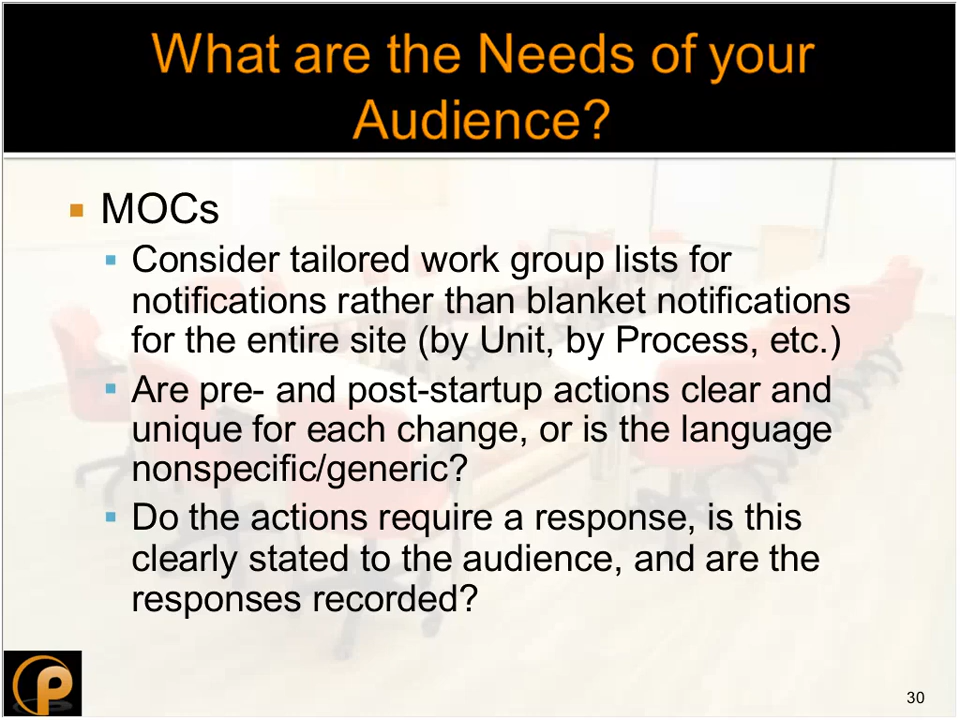 What are the Needs of your
Audience?
MOCs
Consider tailored work group lists for
notifications rather than blanket notifications
for the entire site (by Unit, by Process, etc.)
Are pre- and post-startup actions clear and
unique for each change, or is the language
nonspecific/generic?
Do the actions require a response, is this
clearly stated to the audience, and are the
responses recorded?
P
30